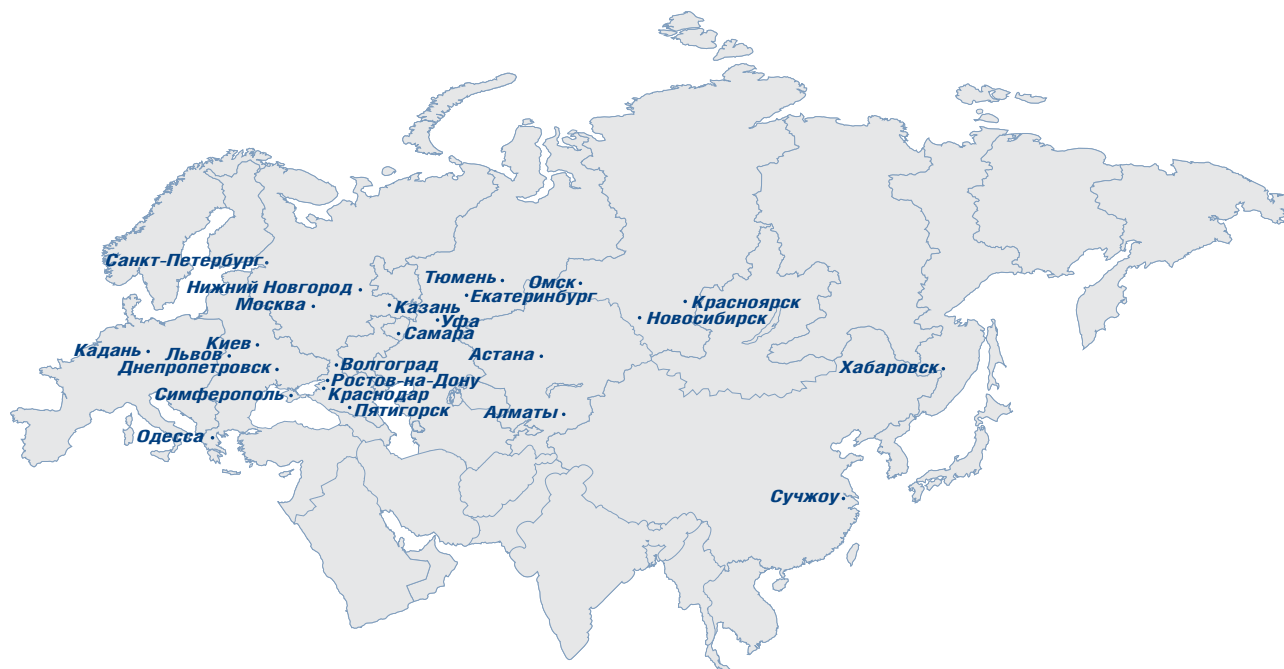 Санкт-Петербург
Тюмень
Омск
Нижний Новгород
Екатеринбург
Москва
Казань
Красноярск
Новосибирск
Уфа
Самара
Киев
Кадань
Львов
Астана
Днепропетровск
Волгоград
Хабаровск
Ростов-на-Дону
Симферополь
Краснодар
Пятигорск
Алматы
Одесса
Сучжоу